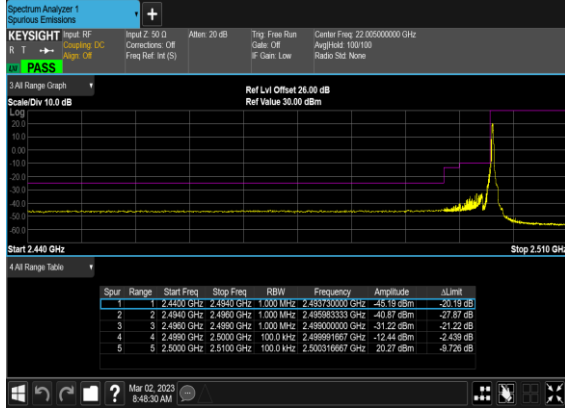 Spectrum Analyzer 1
Spurious Emissions
+
KEYSIGHT Input: RF Input Z: 50 Ω Atten: 20 dB Trig: Free Run Center Freq: 22.005000000 GHz
R T Coupling: DC Corrections: Off Gate: Off Avg|Hold: 100/100
Align: Off Freq Ref: Int (S) IF Gain: Low Radio Std: None
PASS
3 All Range Graph
Ref Lvl Offset 26.00 dB
Scale/Div 10.0 dB Ref Value 30.00 dBm
Log
20.0
10.0
0.00
-10.0
-20.0
-30.0
-40.0
-50.0
-60.0
Start 2.440 GHz Stop 2.510 GHz
4 All Range Table
Spur Range Start Freq Stop Freq RBW Frequency Amplitude ΔLimit
1 1 2.4400 GHz 2.4940 GHz 1.000 MHz 2.493730000 GHz -45.19 dBm -20.19 dB
2 2 2.4940 GHz 2.4960 GHz 1.000 MHz 2.495983333 GHz -40.87 dBm -27.87 dB
3 3 2.4960 GHz 2.4990 GHz 1.000 MHz 2.499000000 GHz -31.22 dBm -21.22 dB
4 4 2.4990 GHz 2.5000 GHz 100.0 kHz 2.499991667 GHz -12.44 dBm -2.439 dB
5 5 2.5000 GHz 2.5100 GHz 100.0 kHz 2.500316667 GHz 20.27 dBm -9.726 dB
? Mar 02, 2023
8:48:30 AM